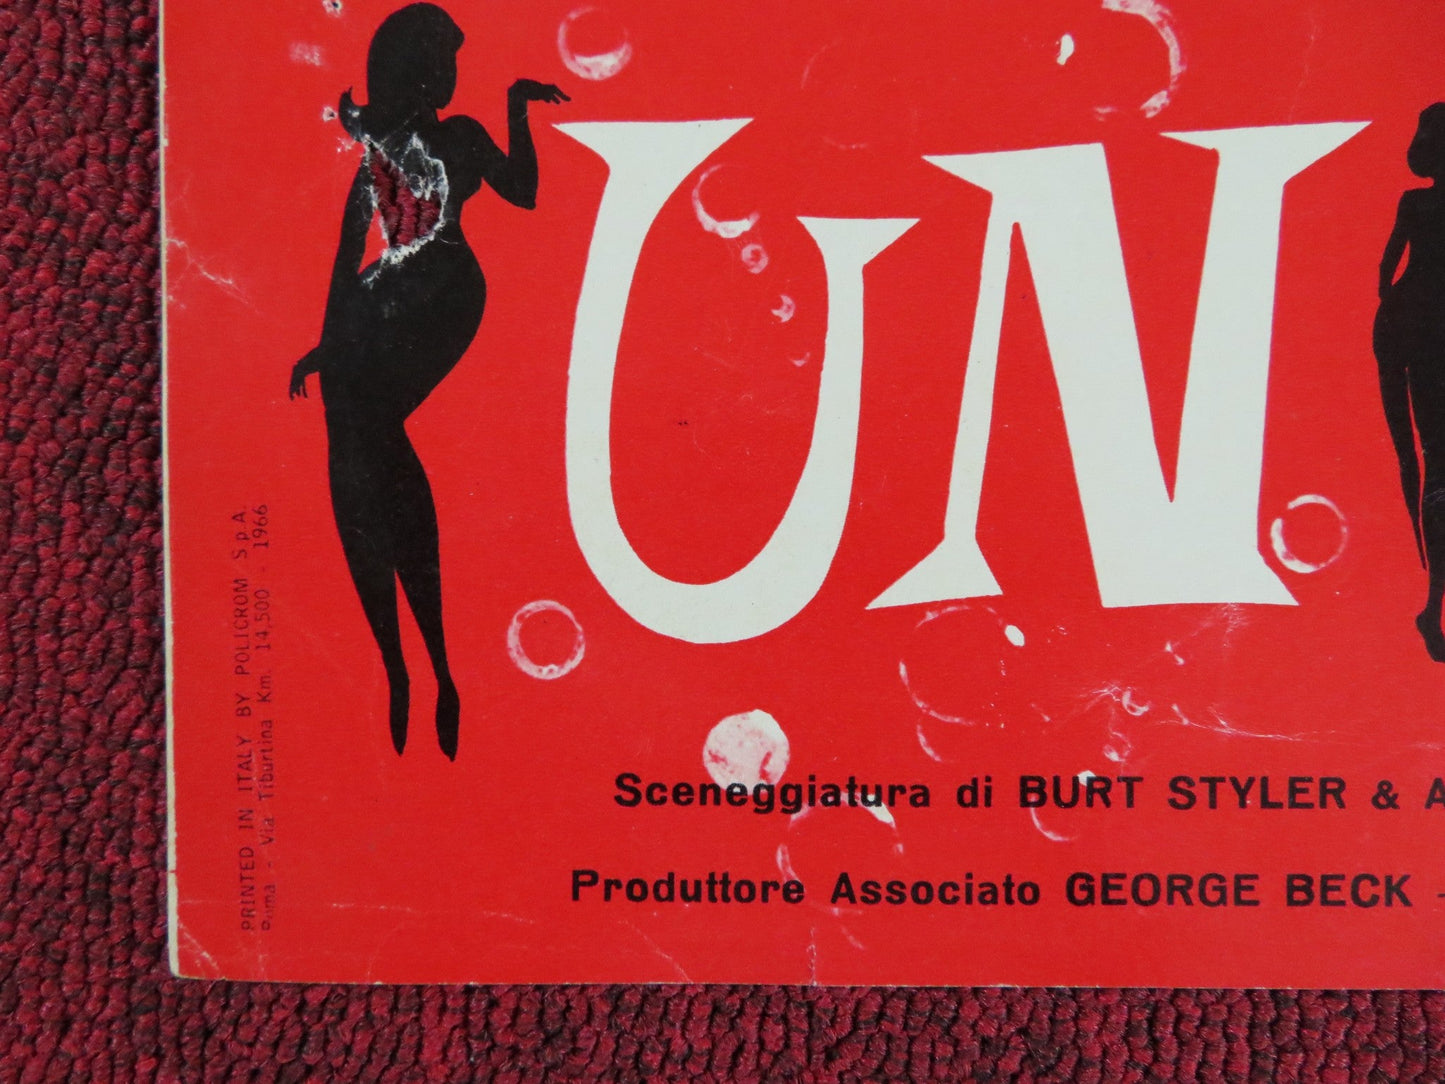 UN
Sceneggiatura di BURT STYLER & A
Produttore Associato GEORGE BECK -
PRINTED IN ITALY BY POLICROM S.p.A.
Roma - Via Tiburtina Km. 14,500 - 1966